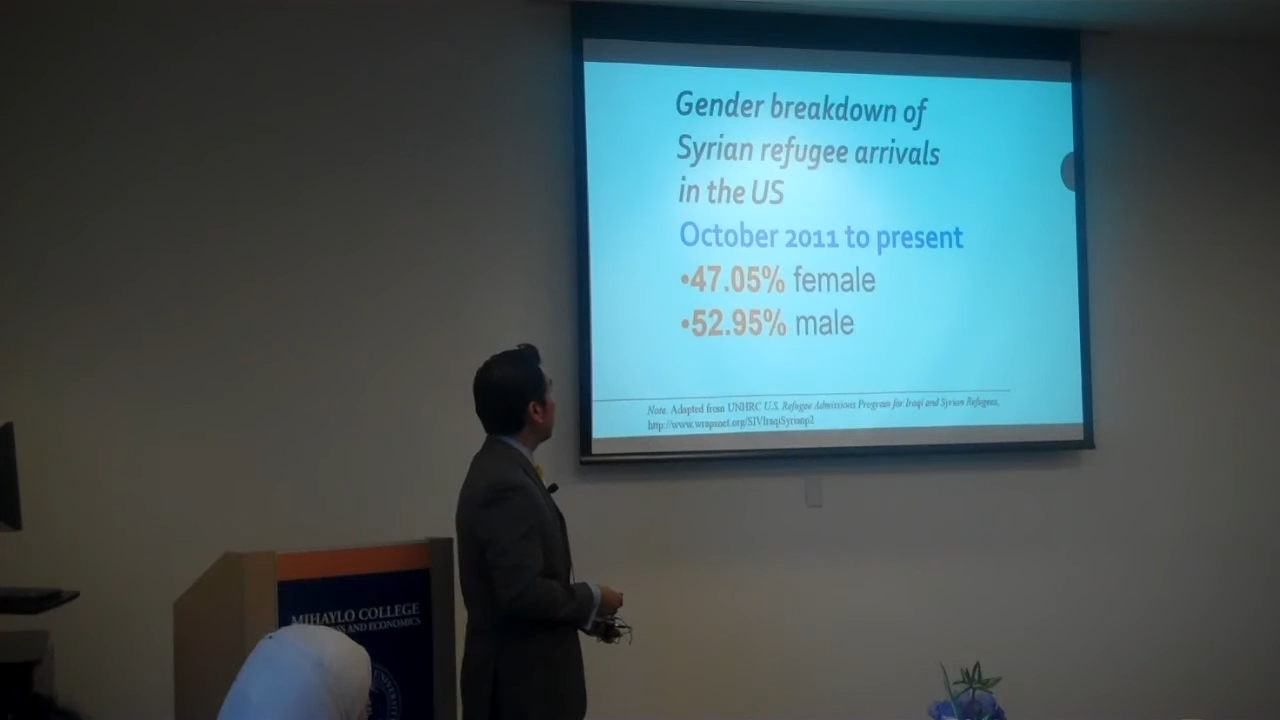 Gender breakdown of
Syrian refugee arrivals
in the US
October 2011 to present
•47.05% female
•52.95% male
Note. Adapted from UNHRC U.S. Refugee Admissions Program for Iraqi and Syrian Refugees,
http://www.wrapsnet.org/SIVIraqiSyrianp2
MIHAYLO COLLEGE
AND ECONOMICS